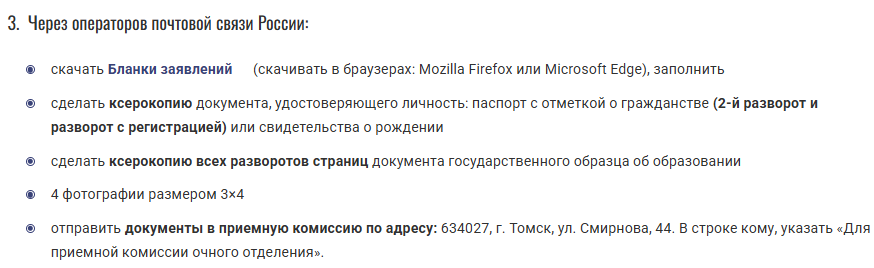 3. Через операторов почтовой связи России:
скачать Бланки заявлений (скачивать в браузерах: Mozilla Firefox или Microsoft Edge), заполнить
сделать ксерокопию документа, удостоверяющего личность: паспорт с отметкой о гражданстве (2-й разворот и
разворот с регистрацией) или свидетельства о рождении
сделать ксерокопию всех разворотов страниц документа государственного образца об образовании
4 фотографии размером 3×4
отправить документы в приемную комиссию по адресу: 634027, г. Томск, ул. Смирнова, 44. В строке кому, указать «Для
приемной комиссии очного отделения».